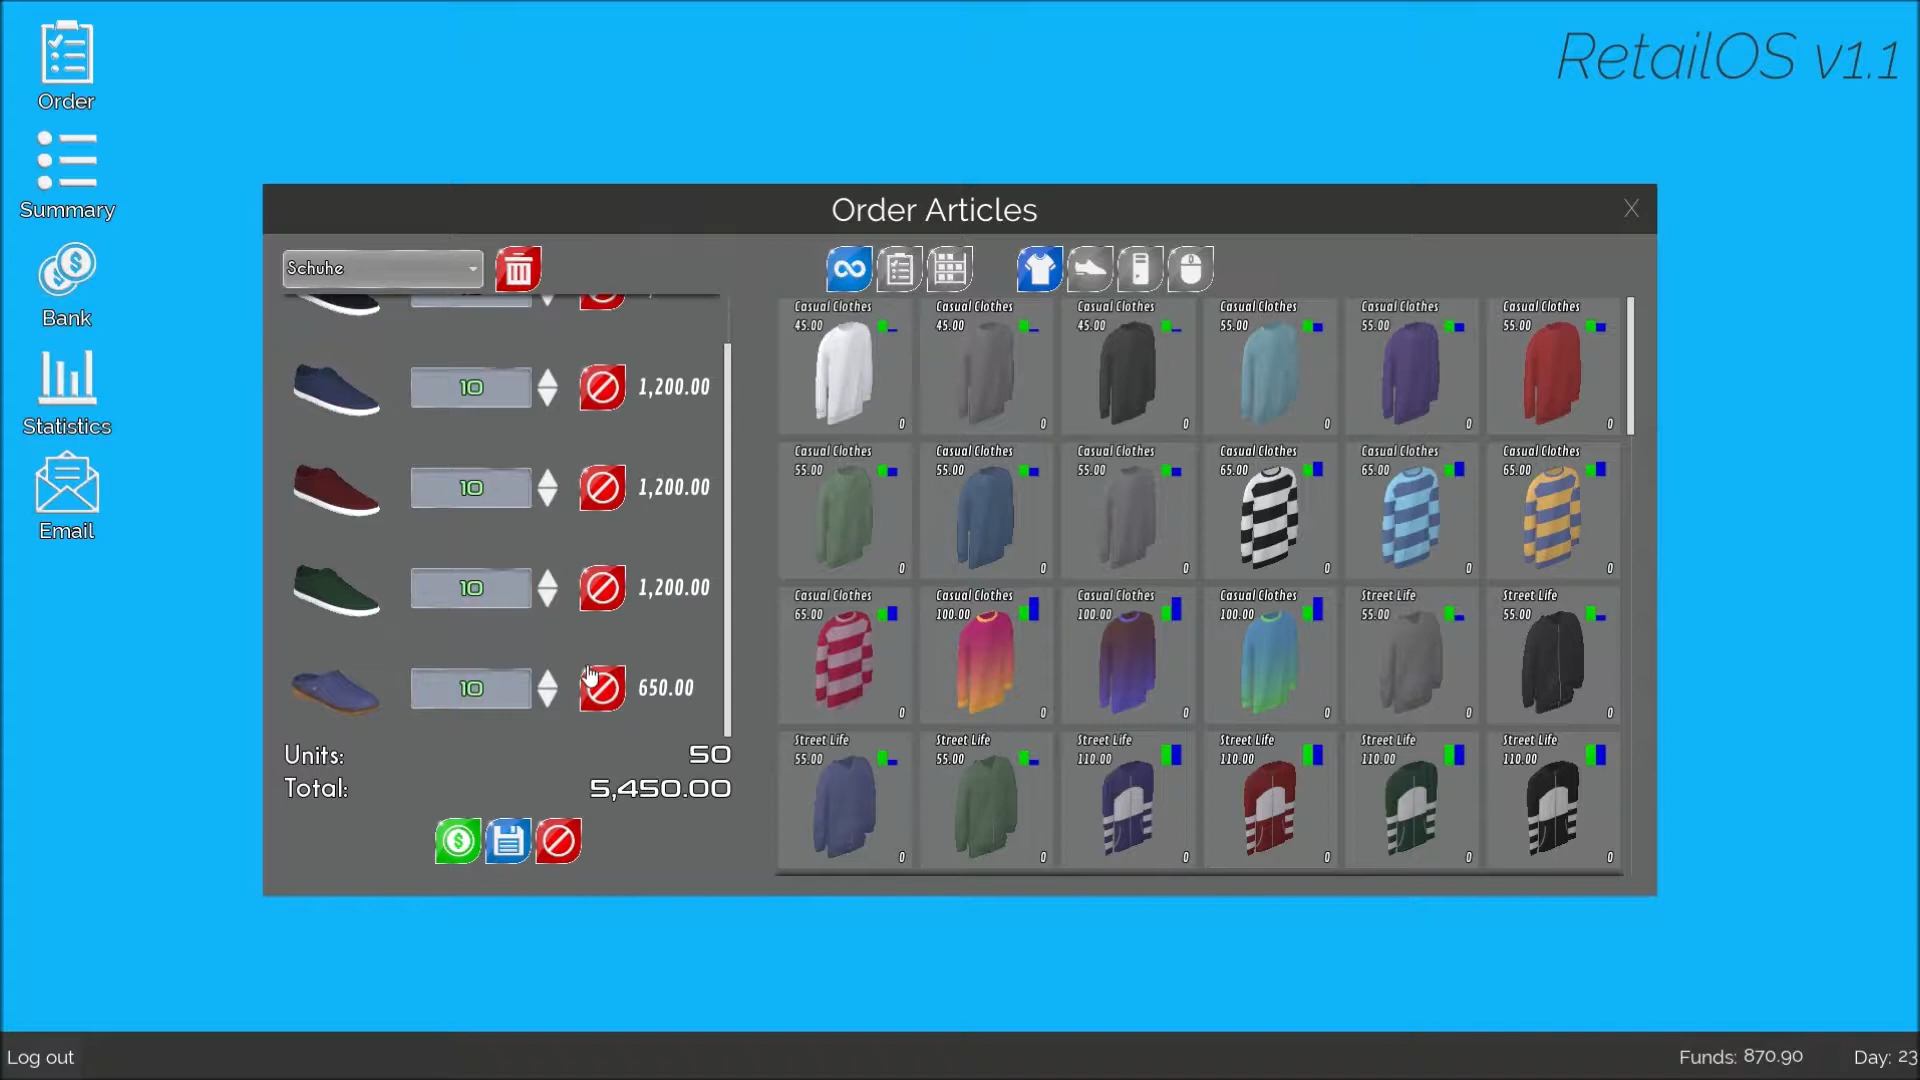 RetailOS v1.1
Order
Summary
Bank
Statistics
Email
Order Articles
X
Schuhe
10
1,200.00
10
1,200.00
10
1,200.00
10
650.00
Units:
50
Total:
5,450.00
Casual Clothes
45.00
0
Casual Clothes
45.00
0
Casual Clothes
45.00
0
Casual Clothes
55.00
0
Casual Clothes
55.00
0
Casual Clothes
55.00
0
Casual Clothes
55.00
0
Casual Clothes
55.00
0
Casual Clothes
55.00
0
Casual Clothes
65.00
0
Casual Clothes
65.00
0
Casual Clothes
65.00
0
Casual Clothes
65.00
0
Casual Clothes
100.00
0
Casual Clothes
100.00
0
Casual Clothes
100.00
0
Street Life
55.00
0
Street Life
55.00
0
Street Life
55.00
0
Street Life
55.00
0
Street Life
110.00
0
Street Life
110.00
0
Street Life
110.00
0
Street Life
110.00
0
Log out
Funds: 870.90
Day: 23